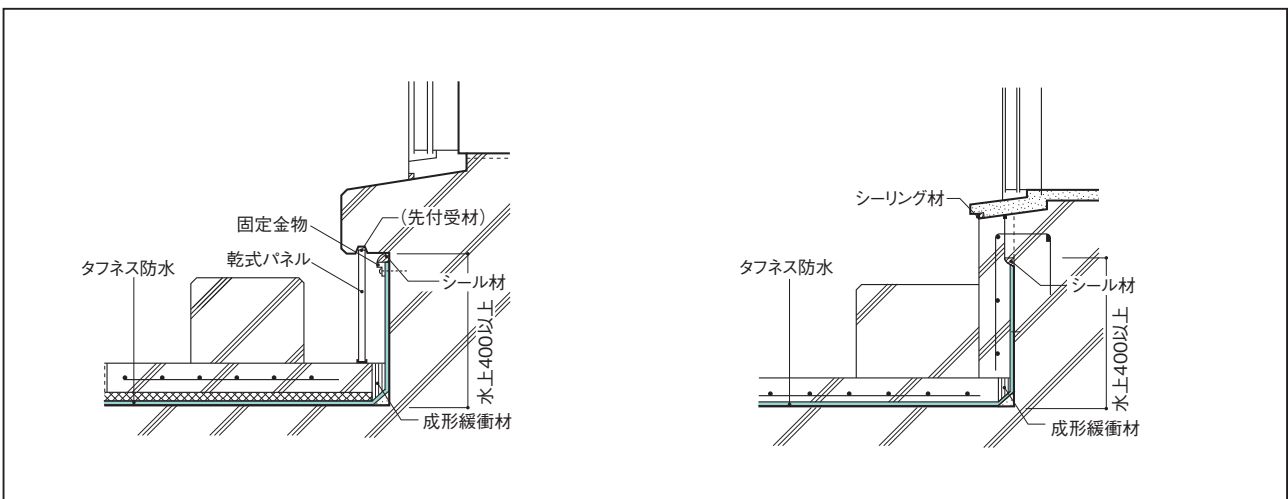 固定金物
(先付受材)
乾式パネル
タフネス防水
シール材
水上400以上
成形緩衝材
シーリング材
タフネス防水
シール材
水上400以上
成形緩衝材